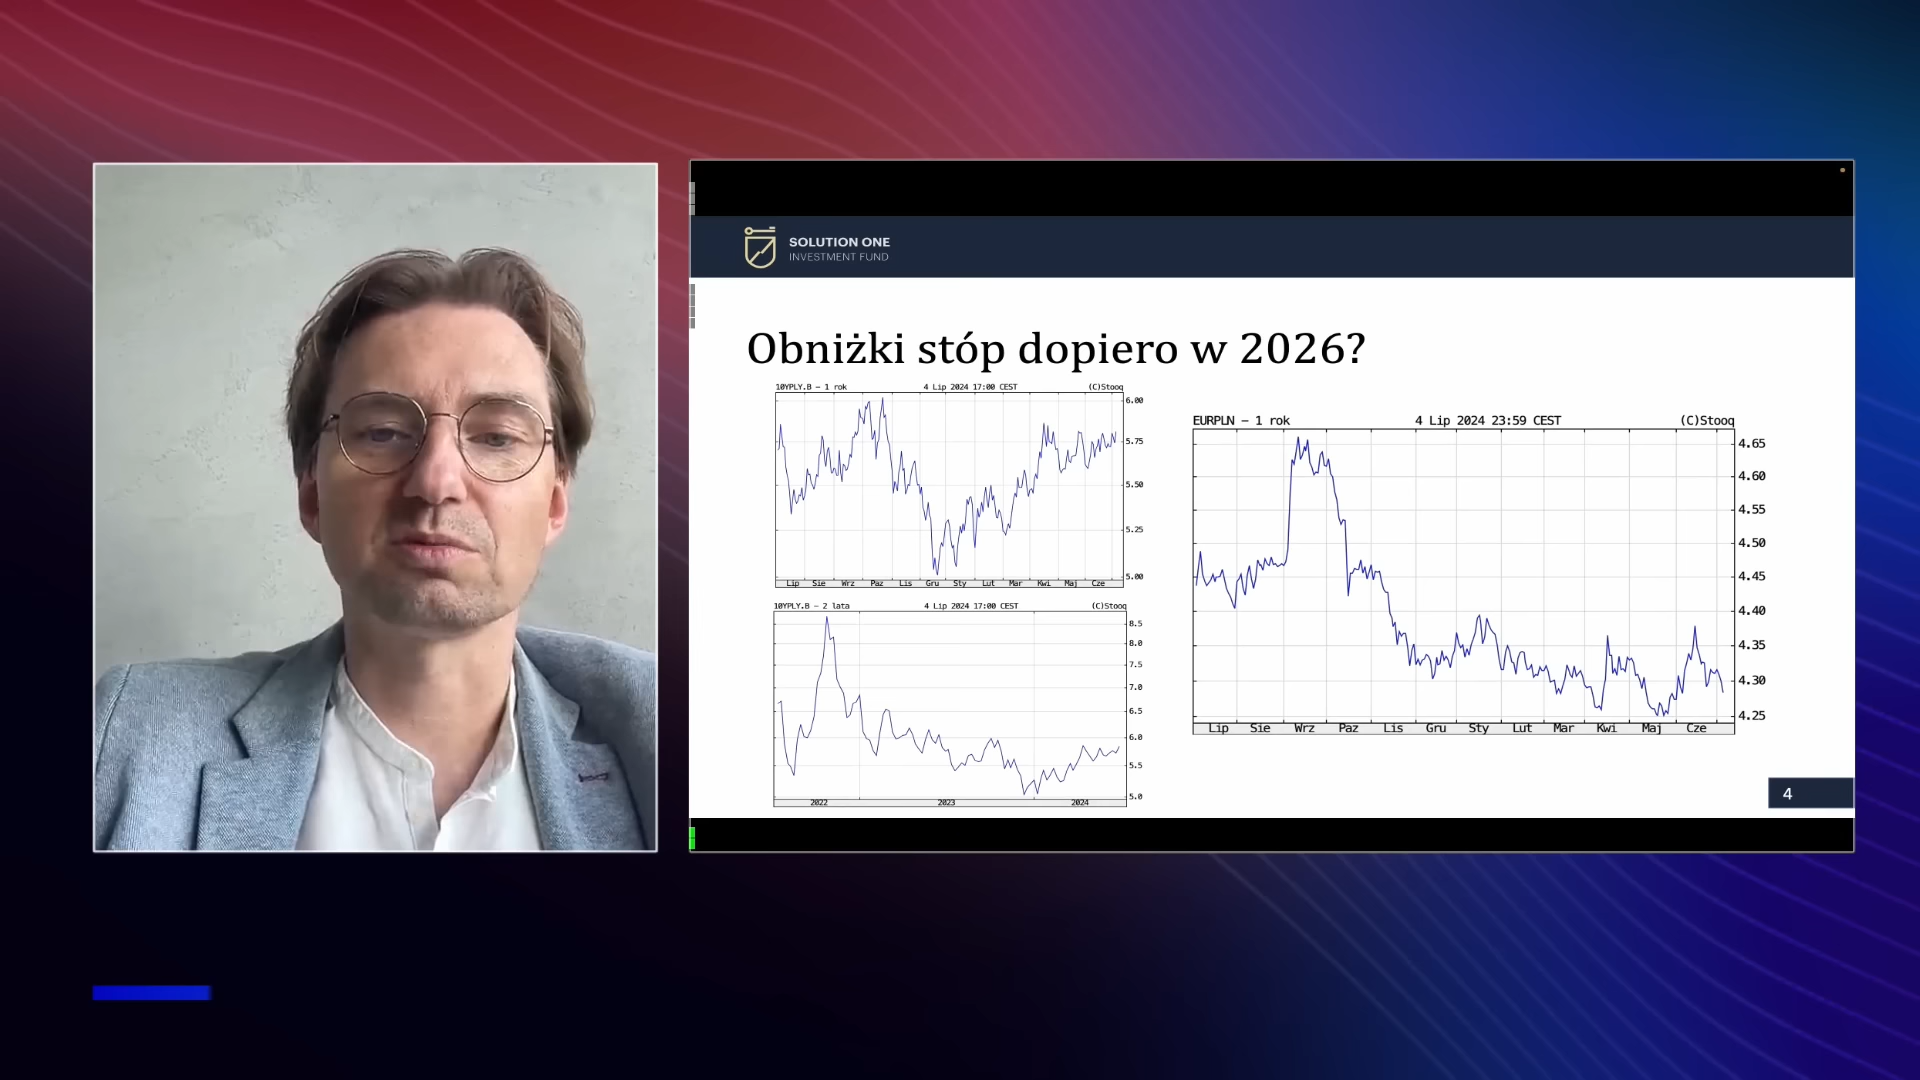 SOLUTION ONE
INVESTMENT FUND
Obniżki stóp dopiero w 2026?
10YPLY.B - 1 rok 4 Lip 2024 17:00 CEST (C)Stooq
6.00
5.75
5.50
5.25
5.00
Lip Sie Wrz Paz Lis Gru Sty Lut Mar Kwi Maj Cze
10YPLY.B - 2 lata 4 Lip 2024 17:00 CEST (C)Stooq
8.5
8.0
7.5
7.0
6.5
6.0
5.5
5.0
2022 2023 2024
EURPLN - 1 rok 4 Lip 2024 23:59 CEST (C)Stooq
4.65
4.60
4.55
4.50
4.45
4.40
4.35
4.30
4.25
Lip Sie Wrz Paz Lis Gru Sty Lut Mar Kwi Maj Cze
4